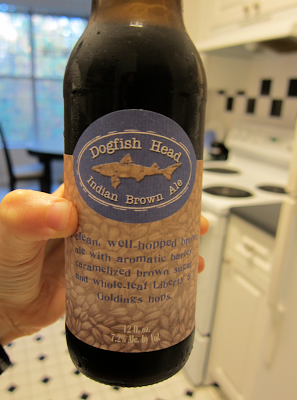 Dogfish Head
Indian Brown Ale
clean, well-hopped brown
ale with aromatic barley
caramelized brown sugar
and whole-leaf Liberty &
Goldings hops.
12 fl. oz.
7.2% Alc. by Vol.